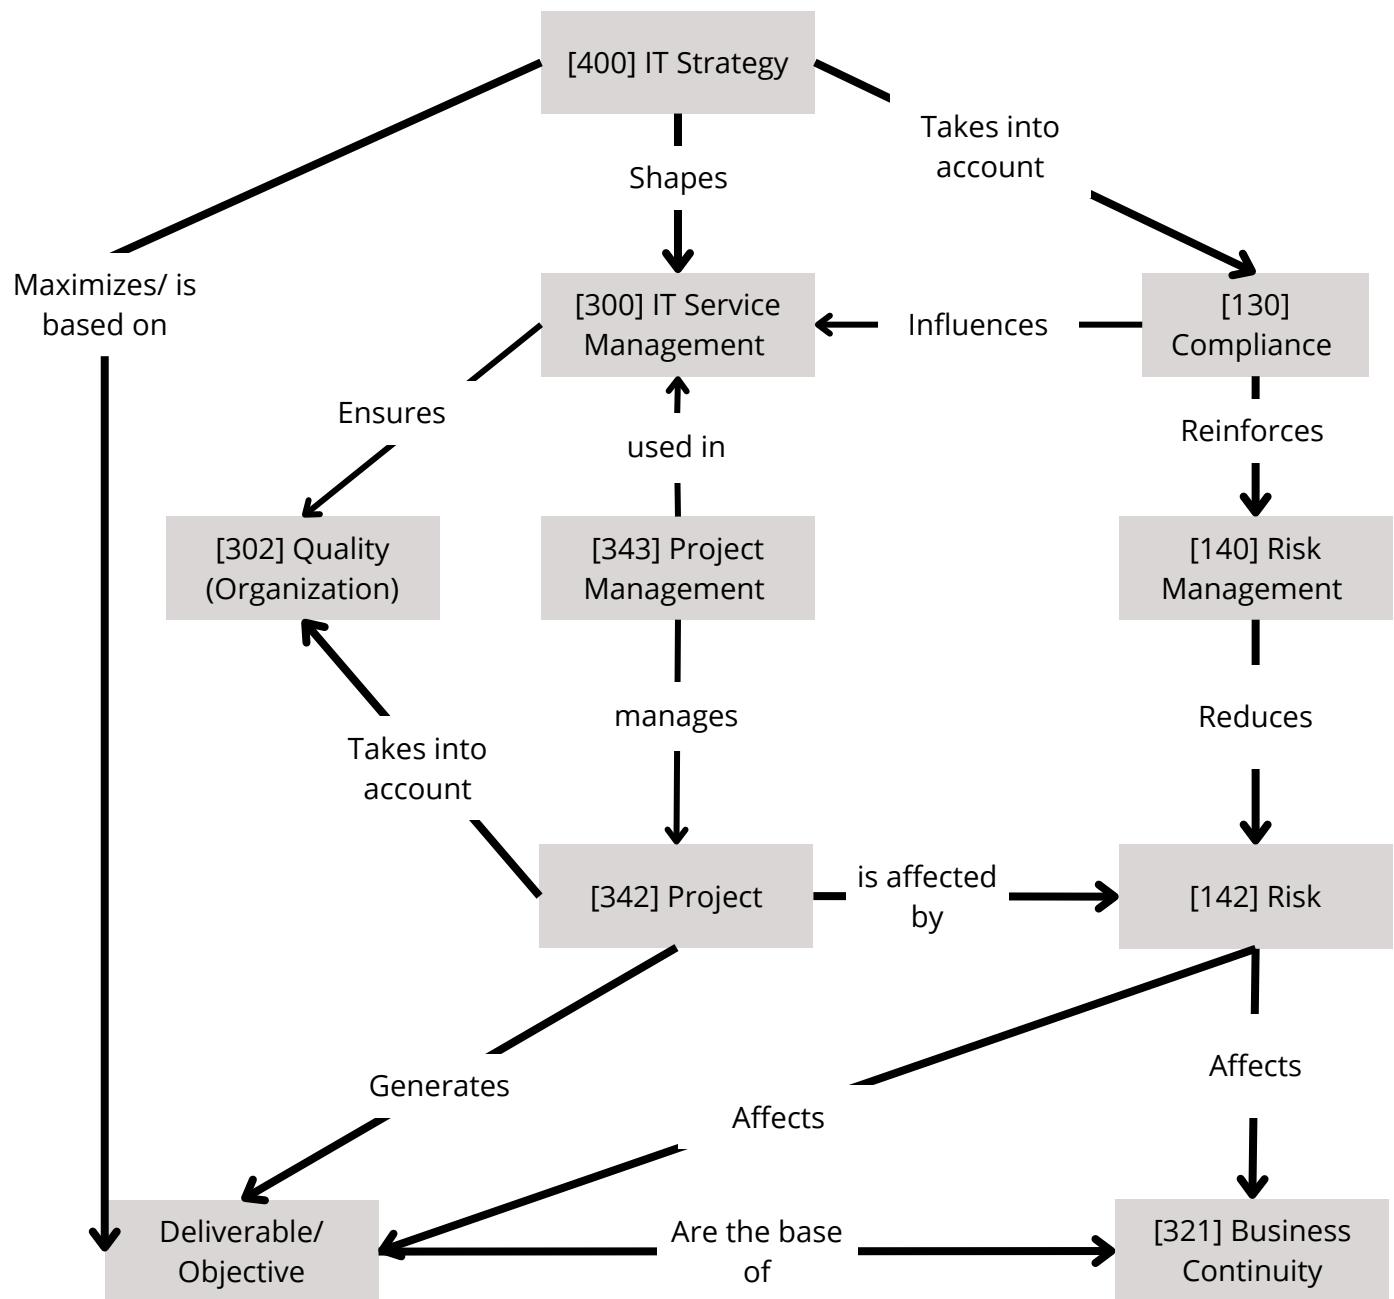 [400] IT Strategy
Takes into
account
Shapes
Maximizes/ is
based on
[300] IT Service
Management
Influences
[130]
Compliance
Ensures
used in
Reinforces
[302] Quality
(Organization)
[343] Project
Management
[140] Risk
Management
manages
Reduces
Takes into
account
[342] Project
is affected
by
[142] Risk
Generates
Affects
Affects
Deliverable/
Objective
Are the base
of
[321] Business
Continuity